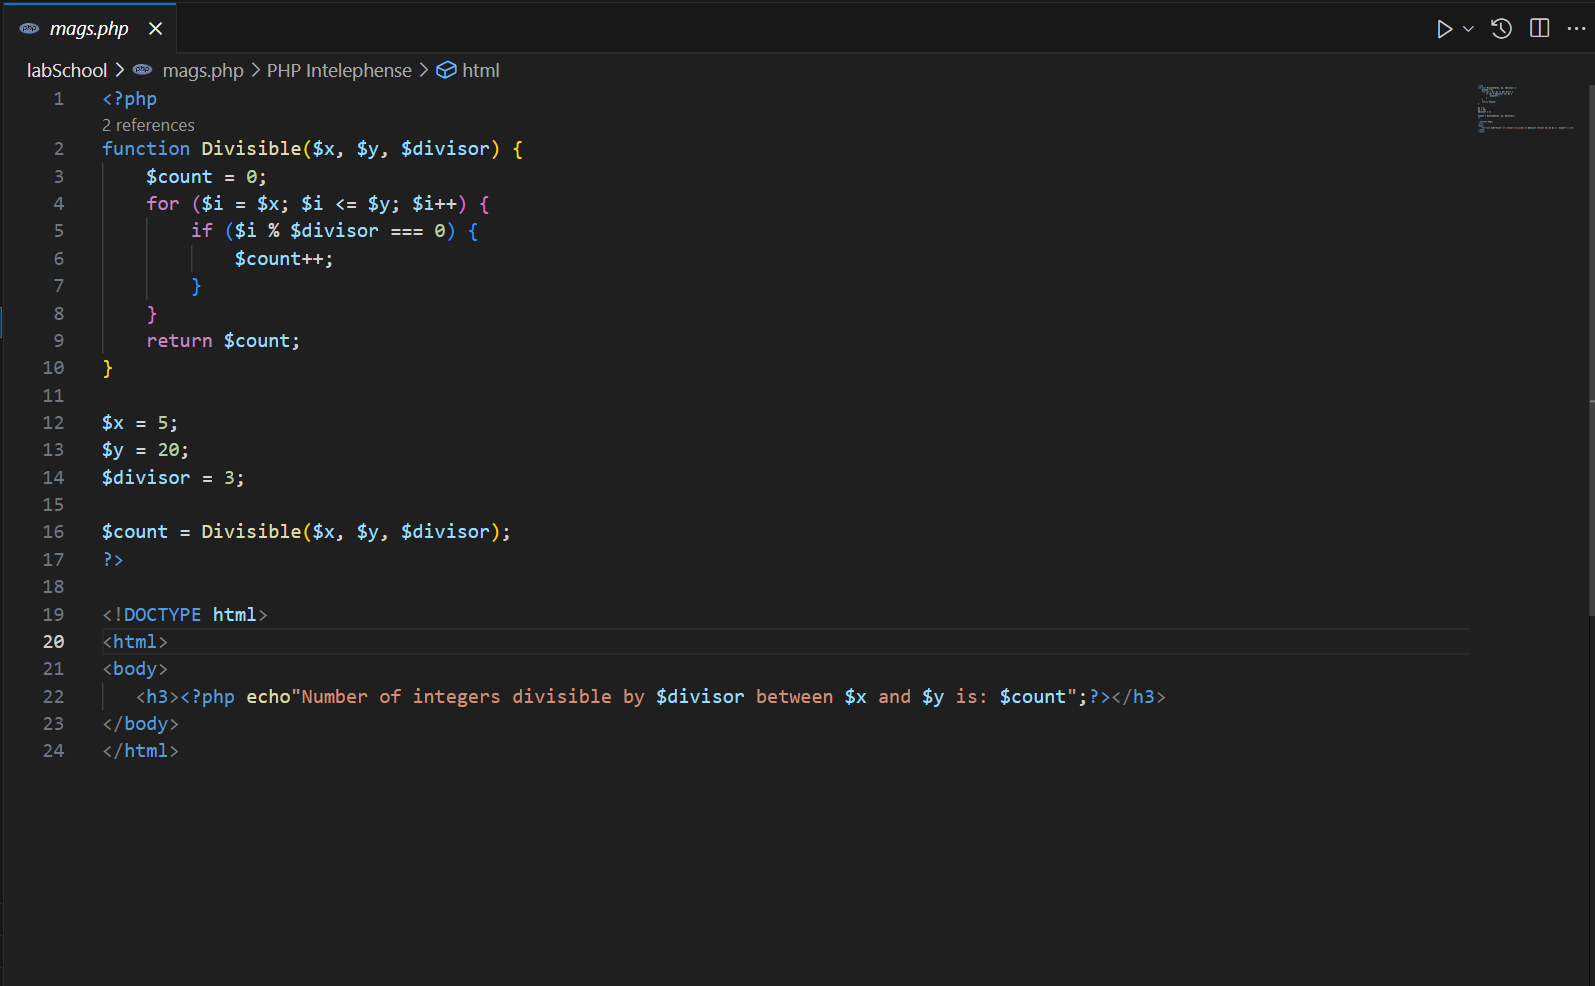 mags.php
labSchool > mags.php > PHP Intelephense > html
1 <?php
2 references
2 function Divisible($x, $y, $divisor) {
3     $count = 0;
4     for ($i = $x; $i <= $y; $i++) {
5         if ($i % $divisor === 0) {
6             $count++;
7         }
8     }
9     return $count;
10 }
11
12 $x = 5;
13 $y = 20;
14 $divisor = 3;
15
16 $count = Divisible($x, $y, $divisor);
17 ?>
18
19 <!DOCTYPE html>
20 <html>
21 <body>
22    <h3><?php echo"Number of integers divisible by $divisor between $x and $y is: $count";?></h3>
23 </body>
24 </html>